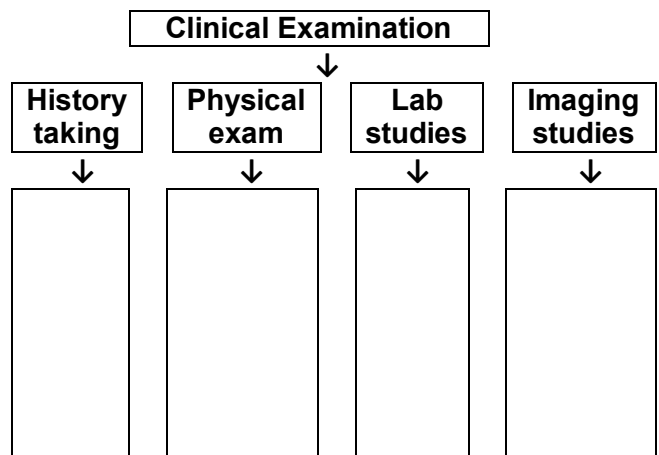 Clinical Examination
History
taking
Physical
exam
Lab
studies
Imaging
studies